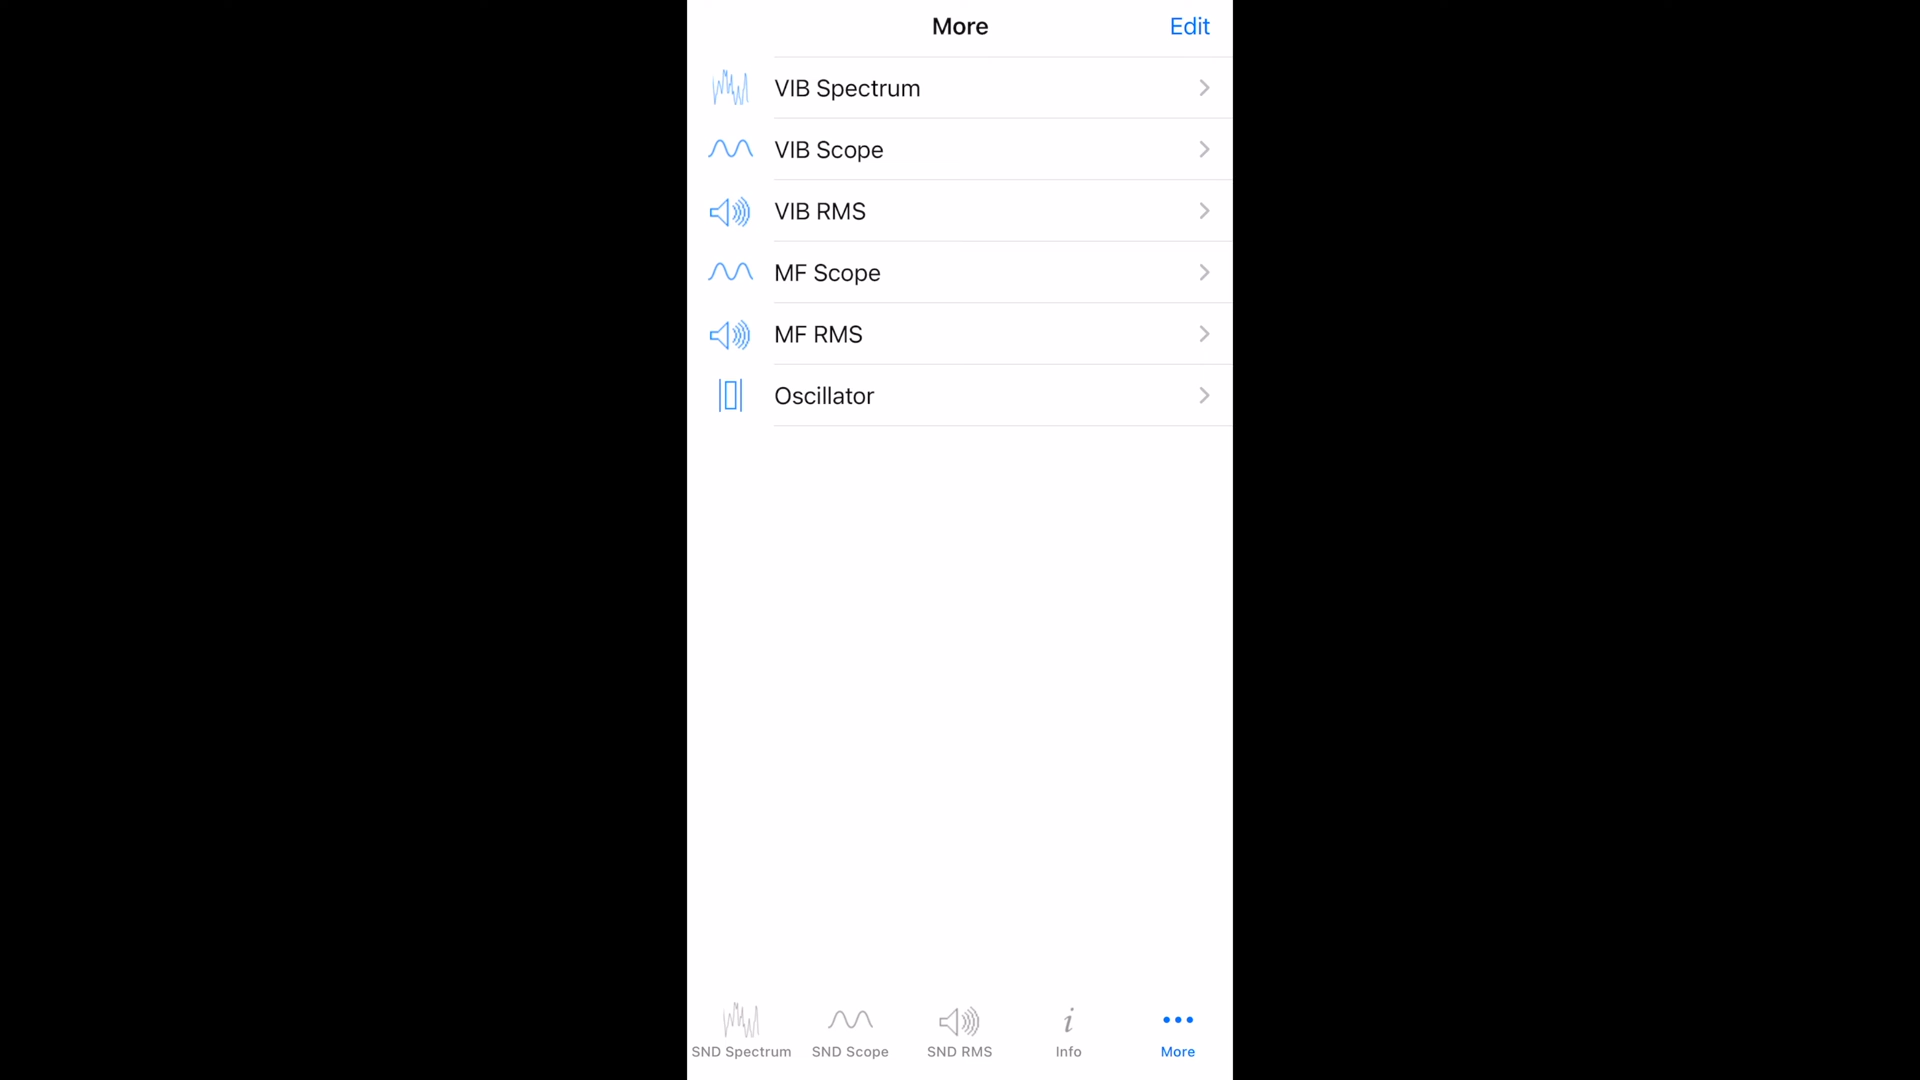 More
Edit
VIB Spectrum
VIB Scope
VIB RMS
MF Scope
MF RMS
Oscillator
SND Spectrum
SND Scope
SND RMS
Info
More